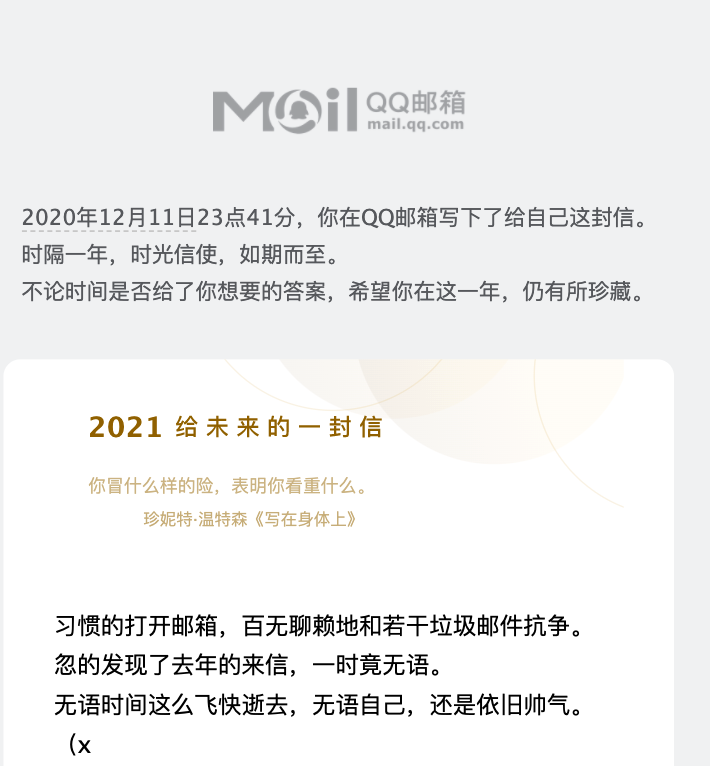 Mail QQ邮箱
mail.qq.com
2020年12月11日23点41分，你在QQ邮箱写下了给自己这封信。
时隔一年，时光信使，如期而至。
不论时间是否给了你想要的答案，希望你在这一年，仍有所珍藏。
2021 给未来的一封信
你冒什么样的险，表明你看重什么。
珍妮特·温特森《写在身体上》
习惯的打开邮箱，百无聊赖地和若干垃圾邮件抗争。
忽的发现了去年的来信，一时竟无语。
无语时间这么飞快逝去，无语自己，还是依旧帅气。
（x